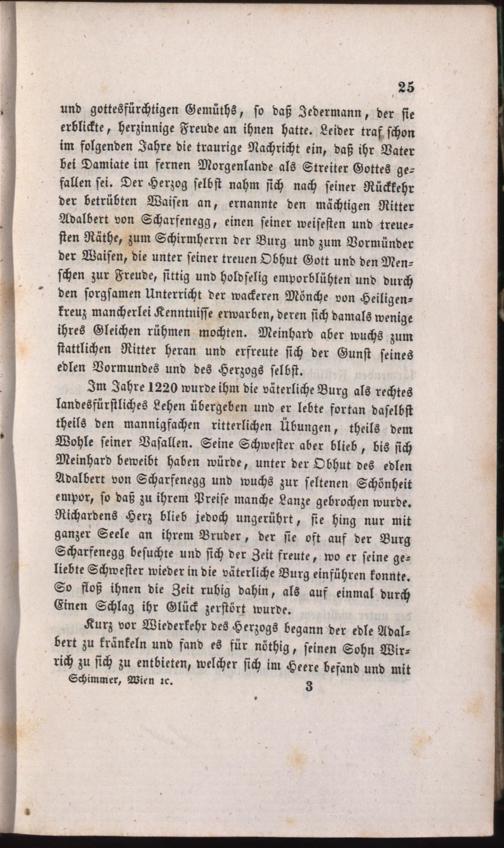 25
und gottesfürchtigen Gemüths, so daß Jedermann, der sie
erblickte, herzinnige Freude an ihnen hatte. Leider traf schon
im folgenden Jahre die traurige Nachricht ein, daß ihr Vater
bei Damiate im fernen Morgenlande als Streiter Gottes ge-
fallen sei. Der Herzog selbst nahm sich nach seiner Rückkehr
der betrübten Waisen an, ernannte den mächtigen Ritter
Adalbert von Scharfenegg, einen seiner weisesten und treue-
sten Räthe, zum Schirmherrn der Burg und zum Vormünder
der Waisen, die unter seiner treuen Obhut Gott und den Men-
schen zur Freude, sittig und holdselig emporblühten und durch
den sorgsamen Unterricht der wackeren Mönche von Heiligen-
kreuz mancherlei Kenntnisse erwarben, deren sich damals wenige
ihres Gleichen rühmen mochten. Meinhard aber wuchs zum
stattlichen Ritter heran und erfreute sich der Gunst seines
edlen Vormundes und des Herzogs selbst.
Im Jahre 1220 wurde ihm die väterliche Burg als rechtes
landesfürstliches Lehen übergeben und er lebte fortan daselbst
theils den mannigfachen ritterlichen Übungen, theils dem
Wohle seiner Vasallen. Seine Schwester aber blieb, bis sich
Meinhard beweibt haben würde, unter der Obhut des edlen
Adalbert von Scharfenegg und wuchs zur seltenen Schönheit
empor, so daß zu ihrem Preise manche Lanze gebrochen wurde.
Richardens Herz blieb jedoch ungerührt, sie hing nur mit
ganzer Seele an ihrem Bruder, der sie oft auf der Burg
Scharfenegg besuchte und sich der Zeit freute, wo er seine ge-
liebte Schwester wieder in die väterliche Burg einführen konnte.
So floß ihnen die Zeit ruhig dahin, als auf einmal durch
Einen Schlag ihr Glück zerstört wurde.
Kurz vor Wiederkehr des Herzogs begann der edle Adal-
bert zu kränkeln und fand es für nöthig, seinen Sohn Wir-
rich zu sich zu entbieten, welcher sich im Heere befand und mit
Schimmer, Wien ꝛc.
3